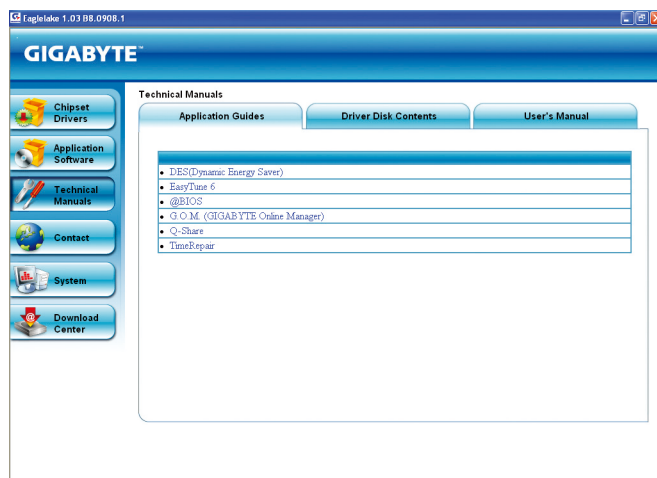 Eaglelake 1.03 B8.0908.1
GIGABYTE™
Technical Manuals
Application Guides
Driver Disk Contents
User's Manual
Chipset
Drivers
Application
Software
Technical
Manuals
Contact
System
Download
Center
DES(Dynamic Energy Saver)
EasyTune 6
@BIOS
G.O.M. (GIGABYTE Online Manager)
Q-Share
TimeRepair